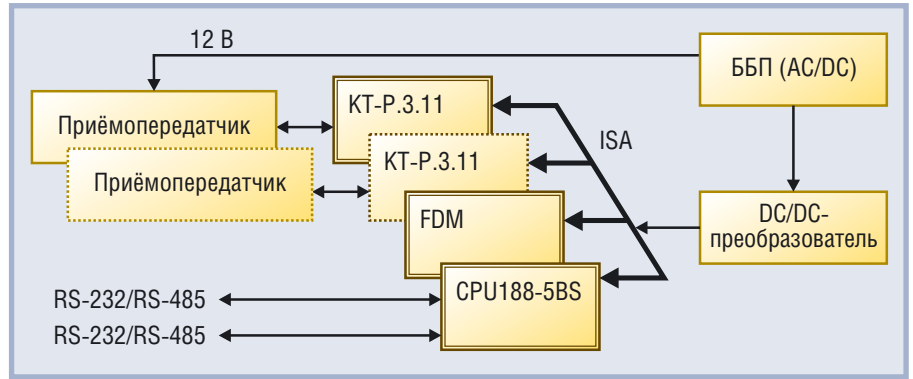 12 В
ББП (AC/DC)
КТ-Р.3.11
Приёмопередатчик
ISA
КТ-Р.3.11
Приёмопередатчик
FDM
DC/DC-
преобразователь
CPU188-5BS
RS-232/RS-485
RS-232/RS-485